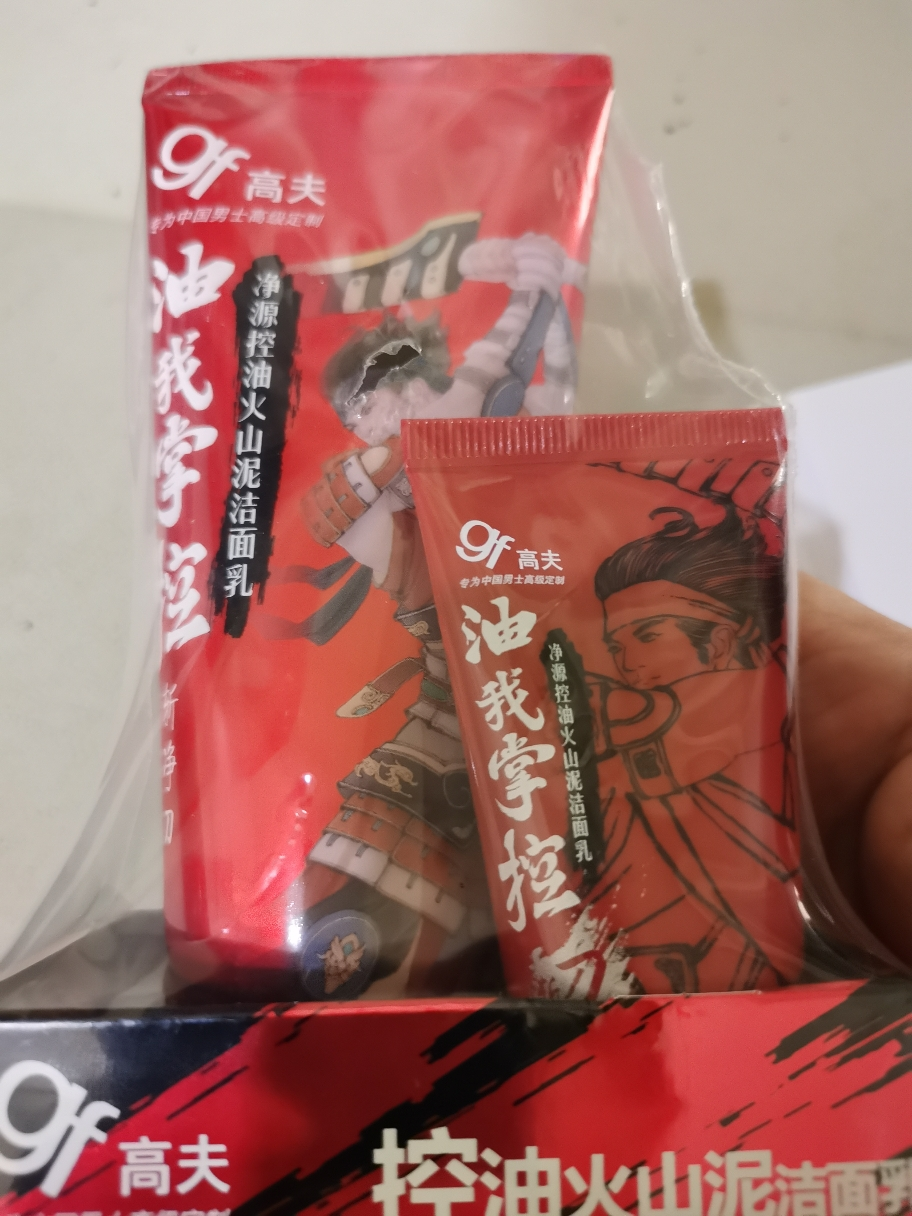 gf 高夫
专为中国男士高级定制
油我掌控
净源控油火山泥洁面乳
gf 高夫
专为中国男士高级定制
油我掌控
净源控油火山泥洁面乳
gf 高夫
控油火山泥洁面乳